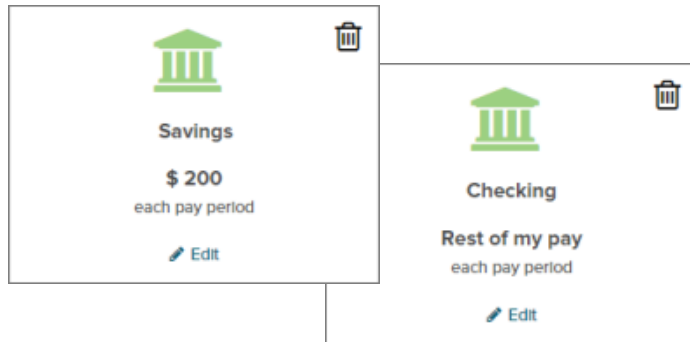 Savings
$ 200
each pay period
Edit
Checking
Rest of my pay
each pay period
Edit